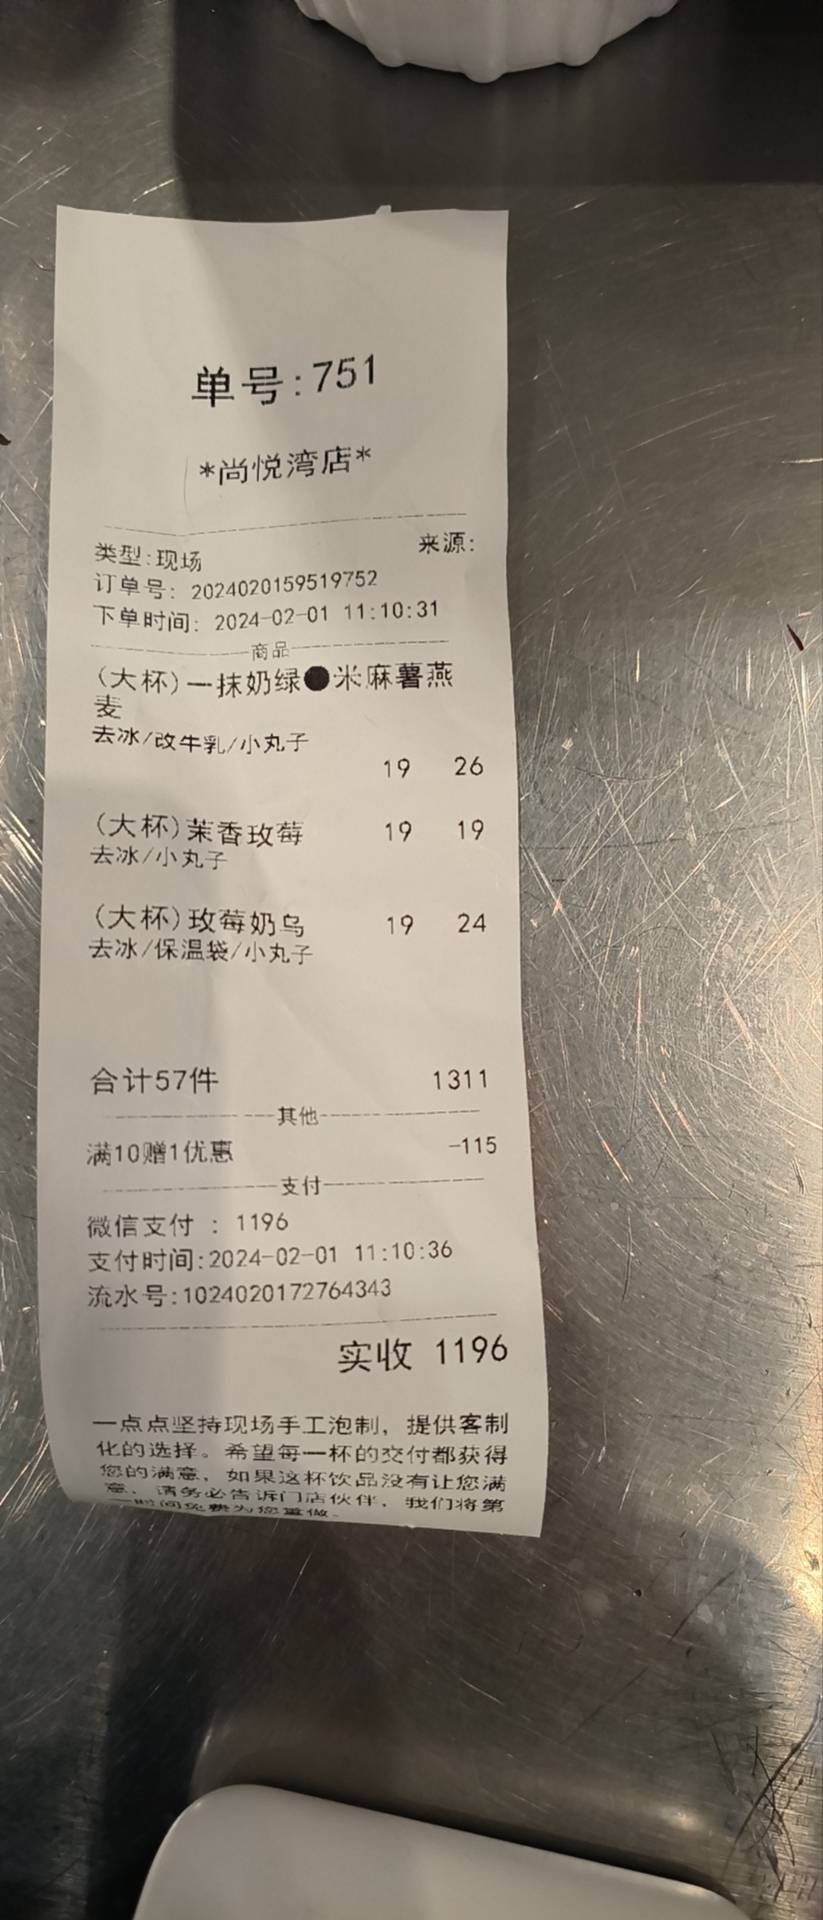 单号:751
*尚悦湾店*
类型:现场 来源:
订单号: 2024020159519752
下单时间: 2024-02-01 11:10:31
商品
(大杯)一抹奶绿●米麻薯燕
麦
去冰/改牛乳/小丸子
19 26
(大杯)茉香玫莓 19 19
去冰/小丸子
(大杯)玫莓奶乌 19 24
去冰/保温袋/小丸子
合计57件 1311
其他
满10赠1优惠 -115
支付
微信支付 : 1196
支付时间:2024-02-01 11:10:36
流水号:1024020172764343
实收 1196
一点点坚持现场手工泡制, 提供客制
化的选择。希望每一杯的交付都获得
您的满意, 如果这杯饮品没有让您满
意, 请务必告诉门店伙伴, 我们将第
一时间免费为您重做。